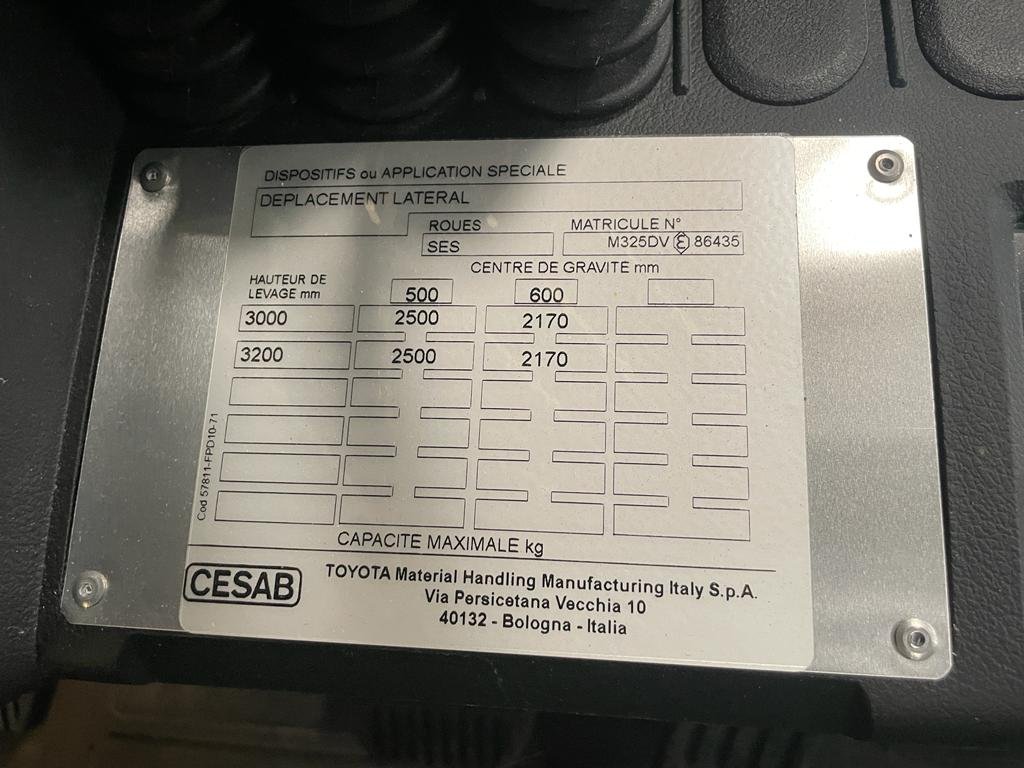 DISPOSITIFS ou APPLICATION SPECIALE
DEPLACEMENT LATERAL
ROUES MATRICULE N°
SES M325DV E 86435
CENTRE DE GRAVITE mm
HAUTEUR DE
LEVAGE mm 500 600
3000 2500 2170
3200 2500 2170
Cod 57811-FPD10-71
CAPACITE MAXIMALE kg
CESAB
TOYOTA Material Handling Manufacturing Italy S.p.A.
Via Persicetana Vecchia 10
40132 - Bologna - Italia